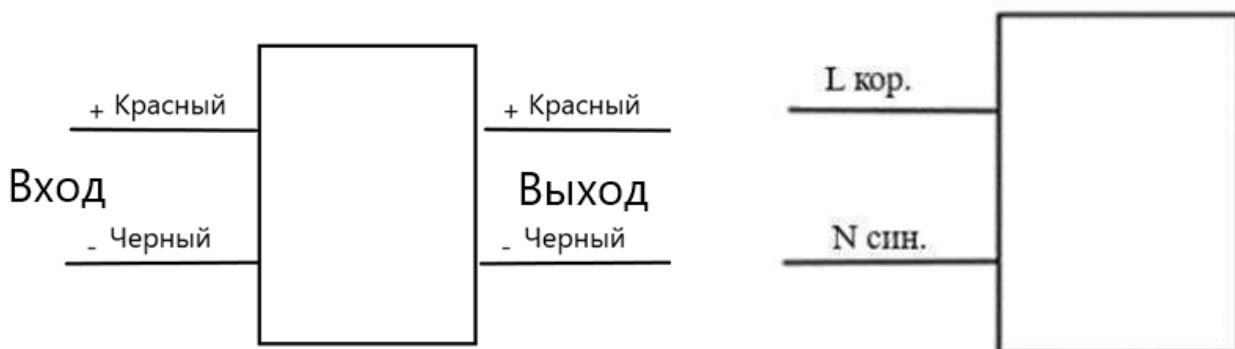 + Красный
Вход
- Черный
+ Красный
Выход
- Черный
L кор.
N син.